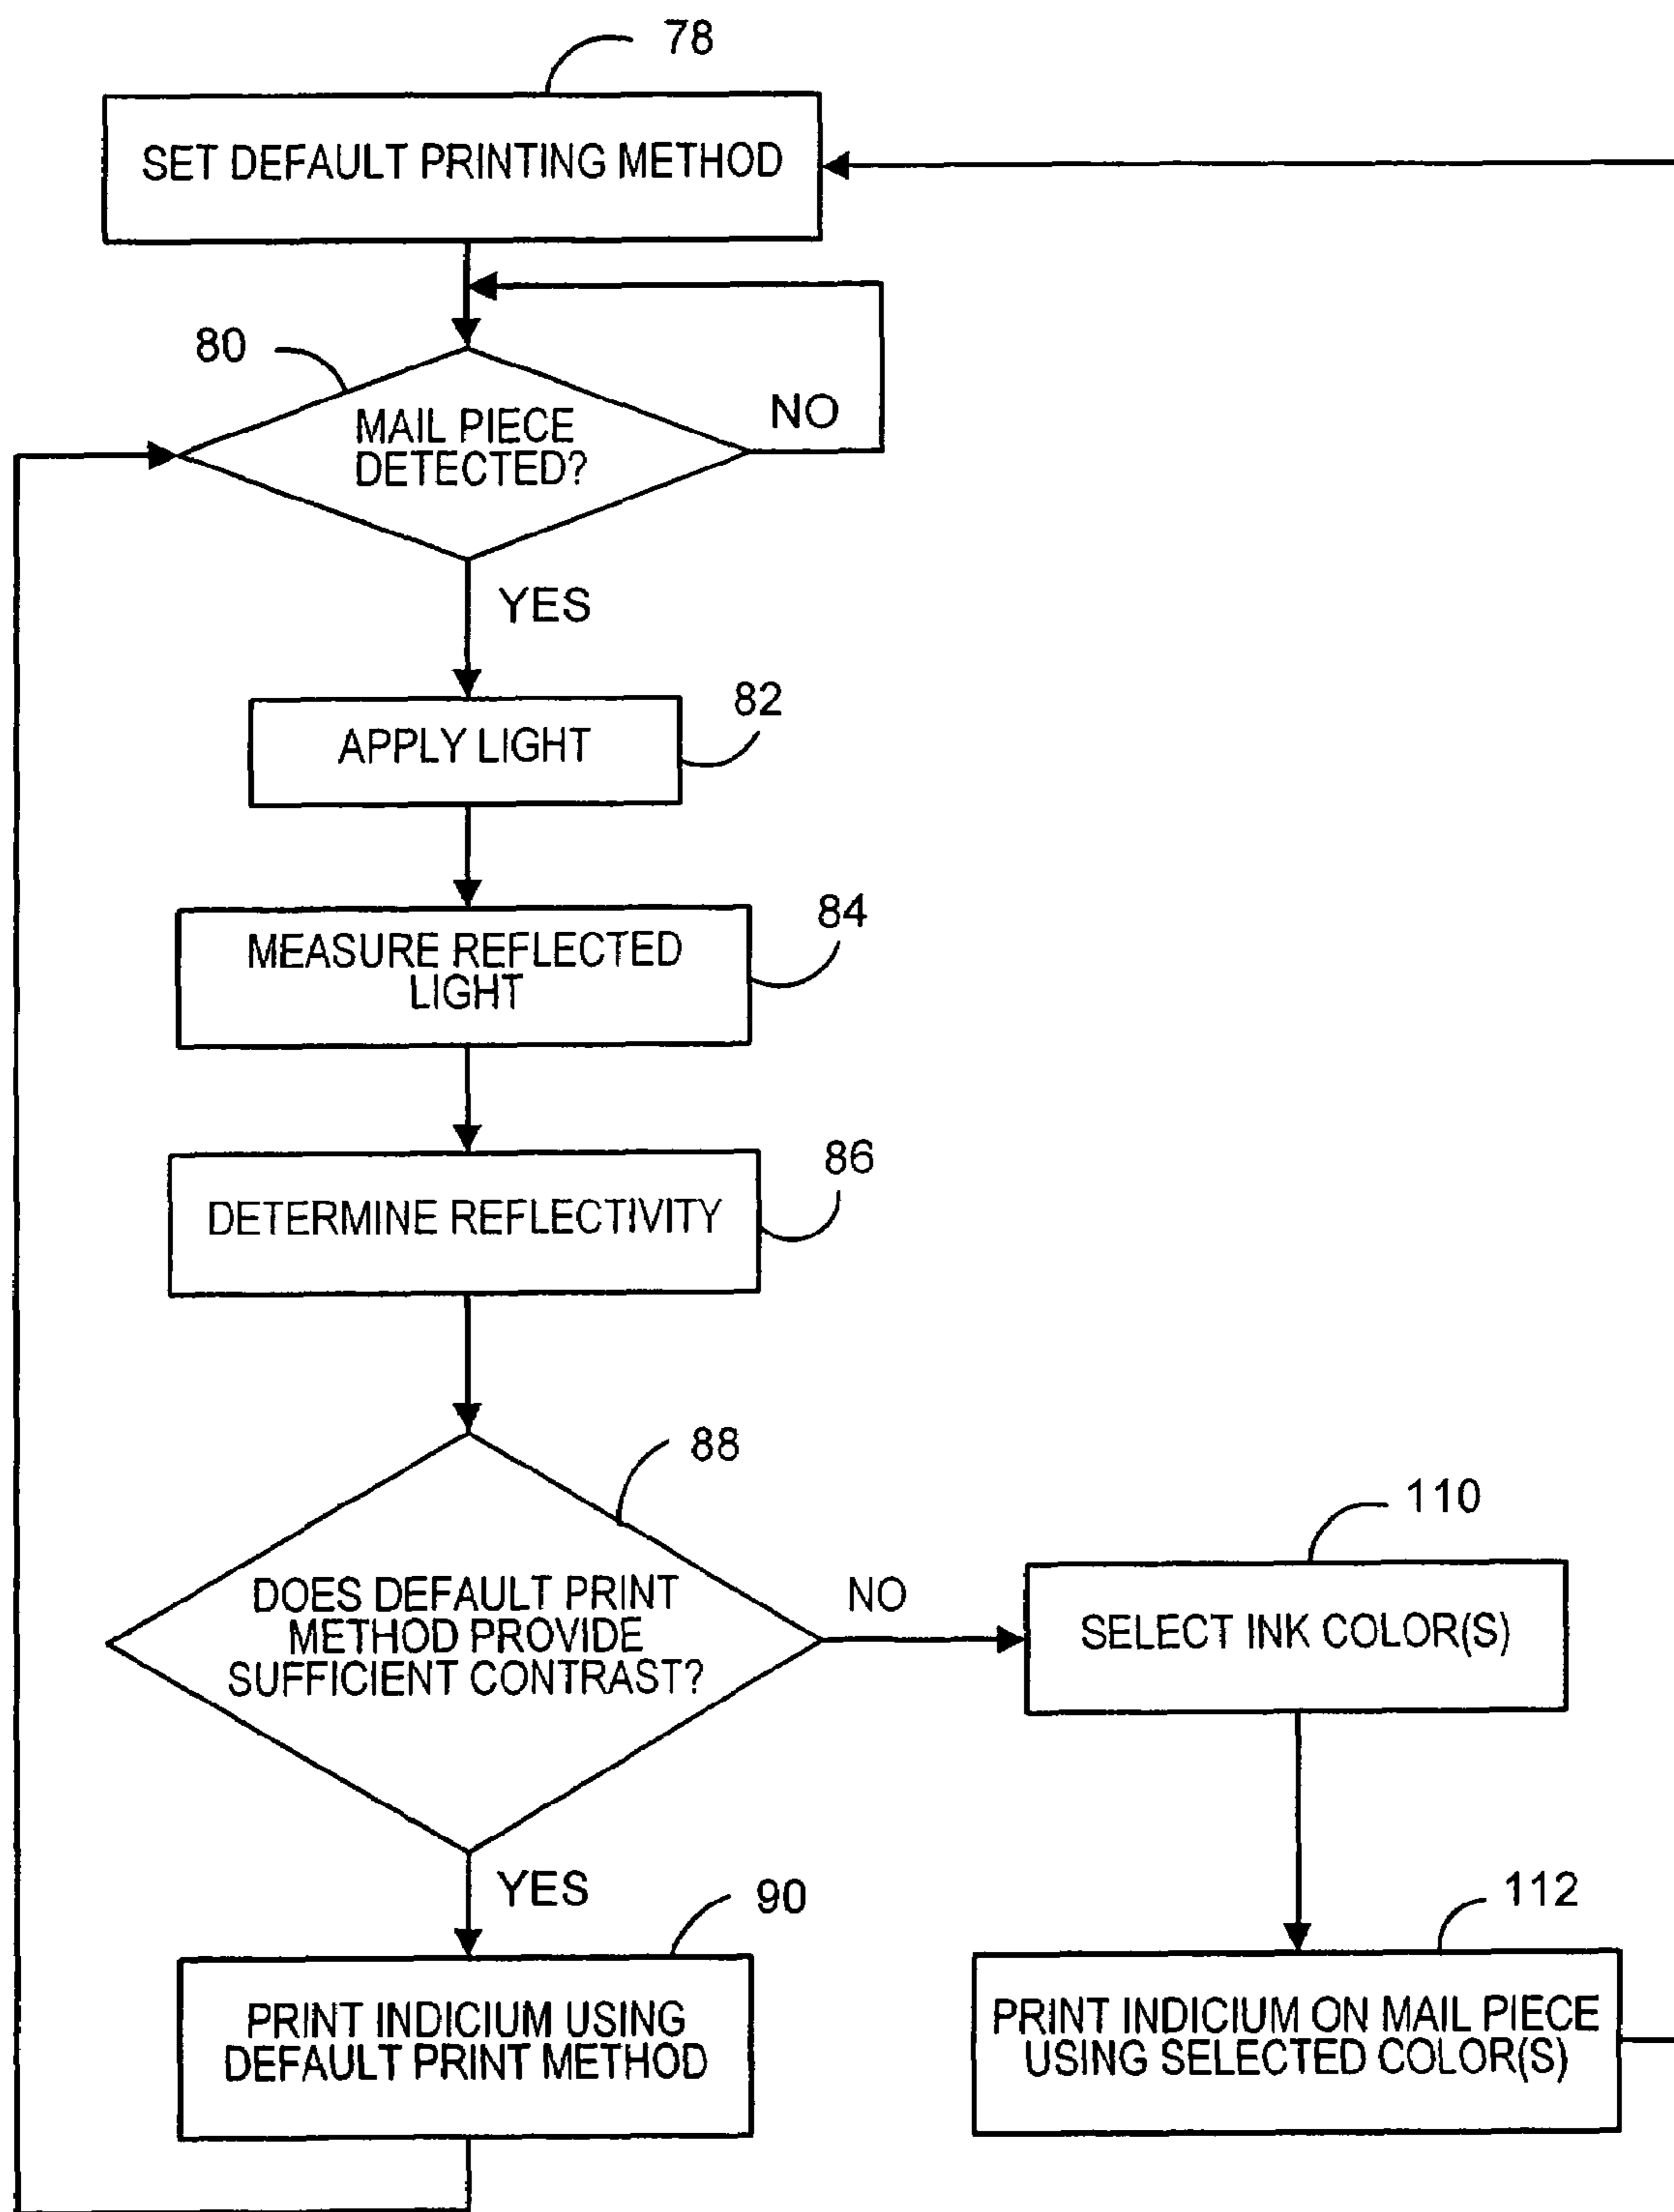 78
SET DEFAULT PRINTING METHOD
80
MAIL PIECE
DETECTED?
NO
YES
82
APPLY LIGHT
84
MEASURE REFLECTED
LIGHT
86
DETERMINE REFLECTIVITY
88
DOES DEFAULT PRINT
METHOD PROVIDE
SUFFICIENT CONTRAST?
NO
110
SELECT INK COLOR(S)
YES
90
PRINT INDICIUM USING
DEFAULT PRINT METHOD
112
PRINT INDICIUM ON MAIL PIECE
USING SELECTED COLOR(S)